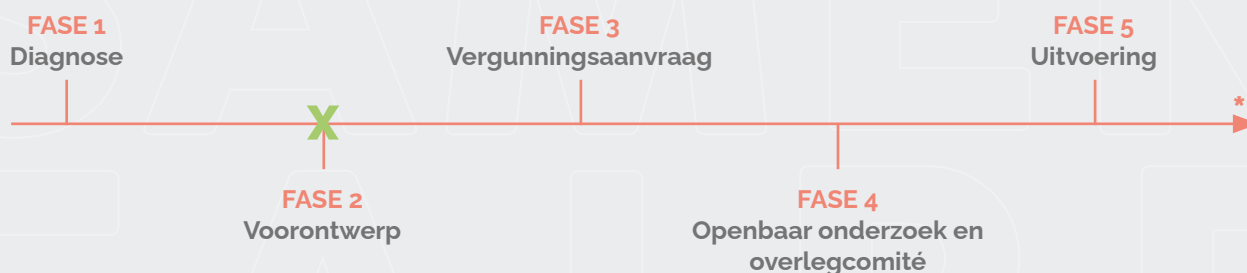 FASE 1
Diagnose
FASE 3
Vergunningsaanvraag
FASE 5
Uitvoering
*
X
FASE 2
Voorontwerp
FASE 4
Openbaar onderzoek en
overlegcomité